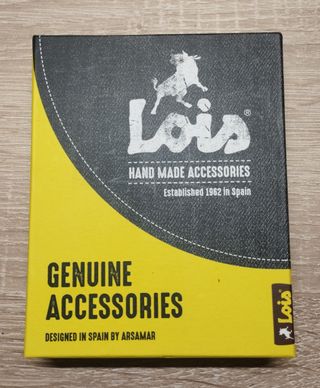 Lois®
HAND MADE ACCESSORIES
Established 1962 in Spain
GENUINE
ACCESSORIES
DESIGNED IN SPAIN BY ARSAMAR
Lois